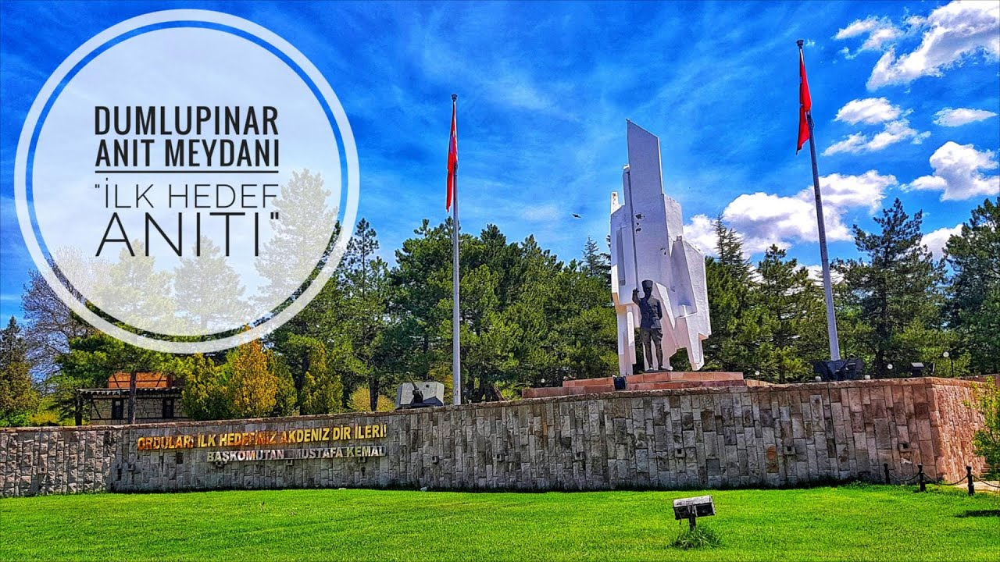 DUMLUPINAR
ANIT MEYDANI
"İLK HEDEF
ANITI"
ORDULAR; İLK HEDEFİNİZ AKDENİZ'DİR İLERİ!
BAŞKOMUTAN MUSTAFA KEMAL